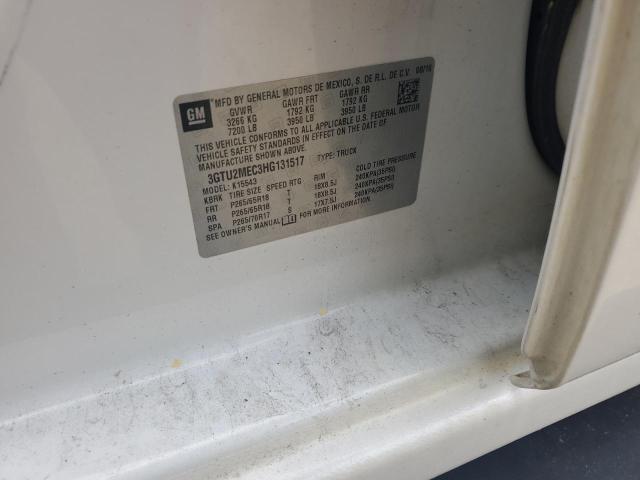 GM
MFD BY GENERAL MOTORS DE MEXICO, S. DE R.L. DE C.V. 08/16
GVWR GAWR FRT GAWR RR
3266 KG 1792 KG 1792 KG
7200 LB 3950 LB 3950 LB
THIS VEHICLE CONFORMS TO ALL APPLICABLE U.S. FEDERAL MOTOR
VEHICLE SAFETY STANDARDS IN EFFECT ON THE DATE OF
MANUFACTURE SHOWN ABOVE.
3GTU2MEC3HG131517 TYPE: TRUCK
MODEL: K15543
KBRK TIRE SIZE SPEED RTG RIM COLD TIRE PRESSURE
FRT P265/65R18 T 18X8.5J 240KPA(35PSI)
RR P265/65R18 T 18X8.5J 240KPA(35PSI)
SPA P265/70R17 S 17X7.5J 240KPA(35PSI)
SEE OWNER'S MANUAL FOR MORE INFORMATION.